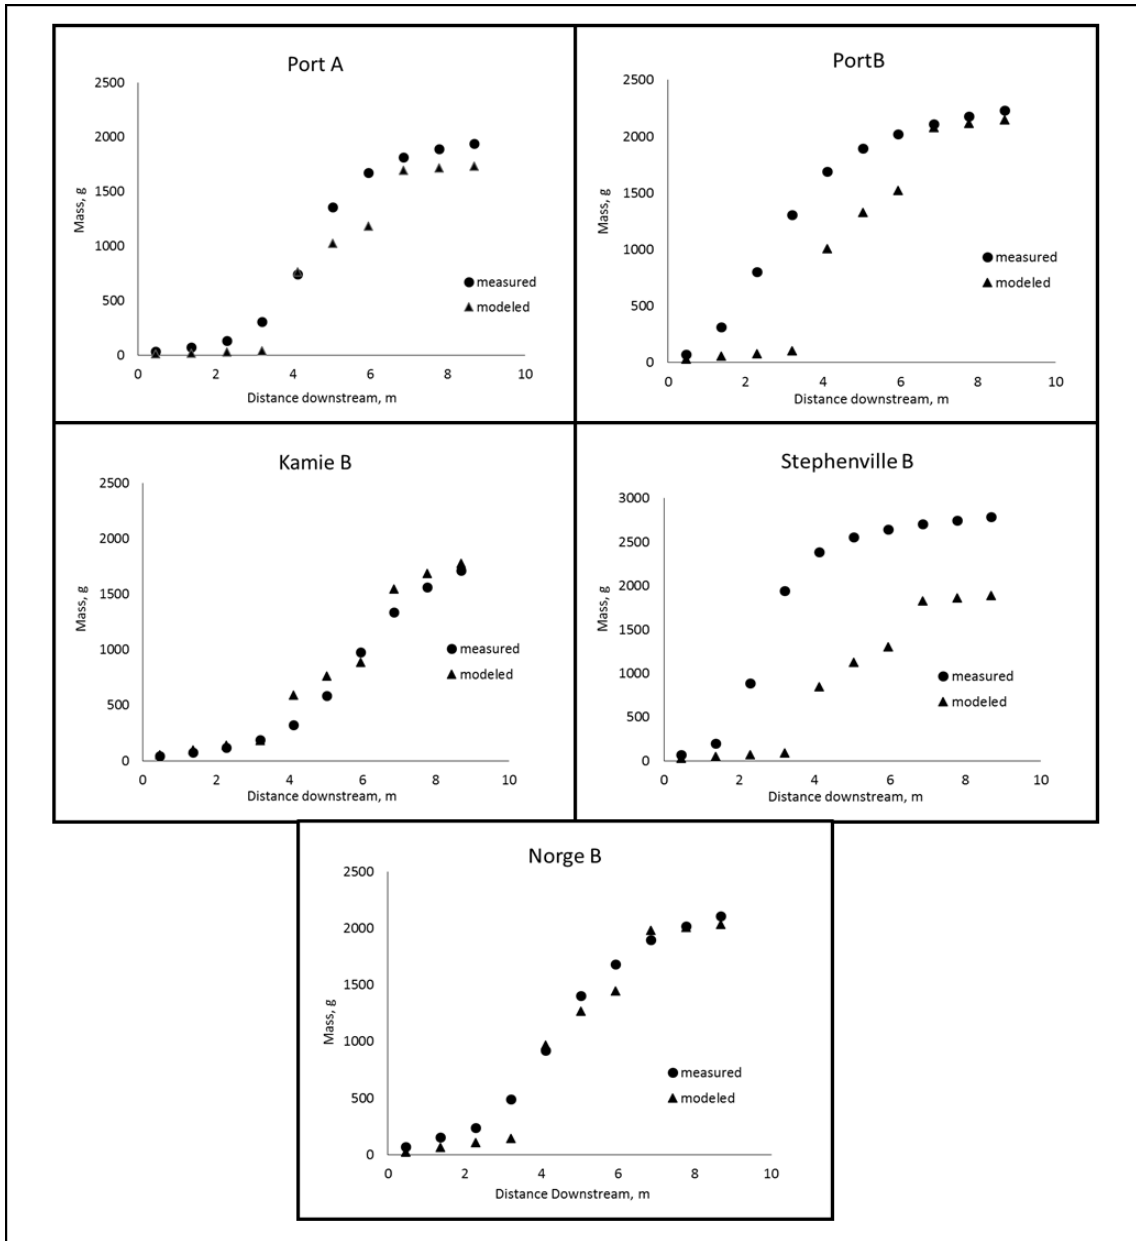 Port A
2500
2000
1500
1000
500
0
Mass, g
measured
modeled
0 2 4 6 8 10
Distance downstream, m
PortB
2500
2000
1500
1000
500
0
Mass, g
measured
modeled
0 2 4 6 8 10
Distance downstream, m
Kamie B
2500
2000
1500
1000
500
0
Mass, g
measured
modeled
0 2 4 6 8 10
Distance downstream, m
Stephenville B
3000
2500
2000
1500
1000
500
0
Mass, g
measured
modeled
0 2 4 6 8 10
Distance downstream, m
Norge B
2500
2000
1500
1000
500
0
Mass, g
measured
modeled
0 2 4 6 8 10
Distance Downstream, m